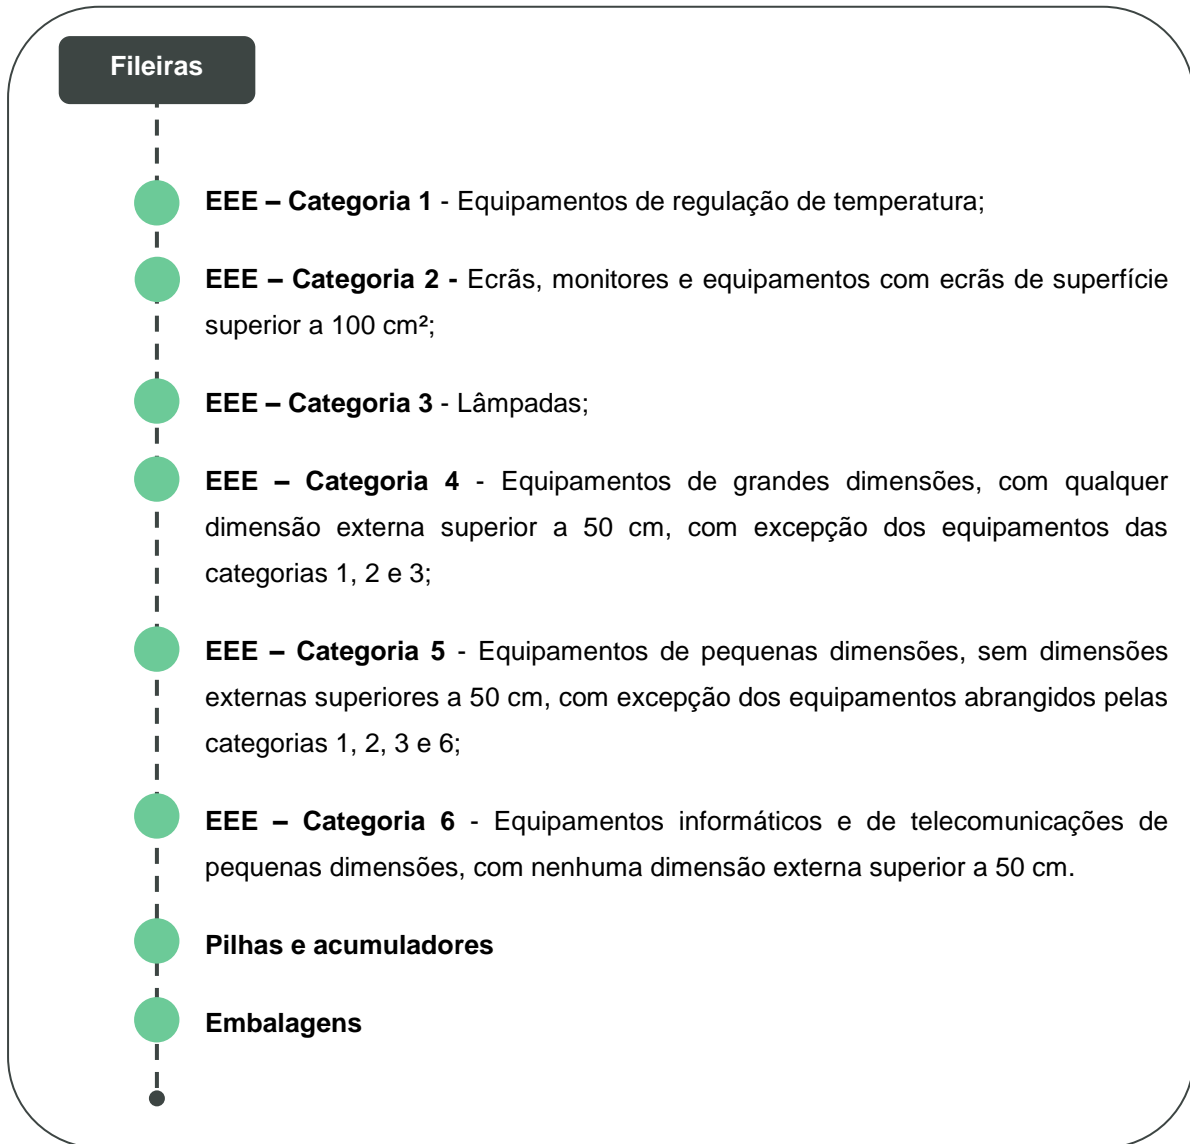 Fileiras
EEE – Categoria 1 - Equipamentos de regulação de temperatura;
EEE – Categoria 2 - Ecrãs, monitores e equipamentos com ecrãs de superfície
superior a 100 cm²;
EEE – Categoria 3 - Lâmpadas;
EEE – Categoria 4 - Equipamentos de grandes dimensões, com qualquer
dimensão externa superior a 50 cm, com excepção dos equipamentos das
categorias 1, 2 e 3;
EEE – Categoria 5 - Equipamentos de pequenas dimensões, sem dimensões
externas superiores a 50 cm, com excepção dos equipamentos abrangidos pelas
categorias 1, 2, 3 e 6;
EEE – Categoria 6 - Equipamentos informáticos e de telecomunicações de
pequenas dimensões, com nenhuma dimensão externa superior a 50 cm.
Pilhas e acumuladores
Embalagens